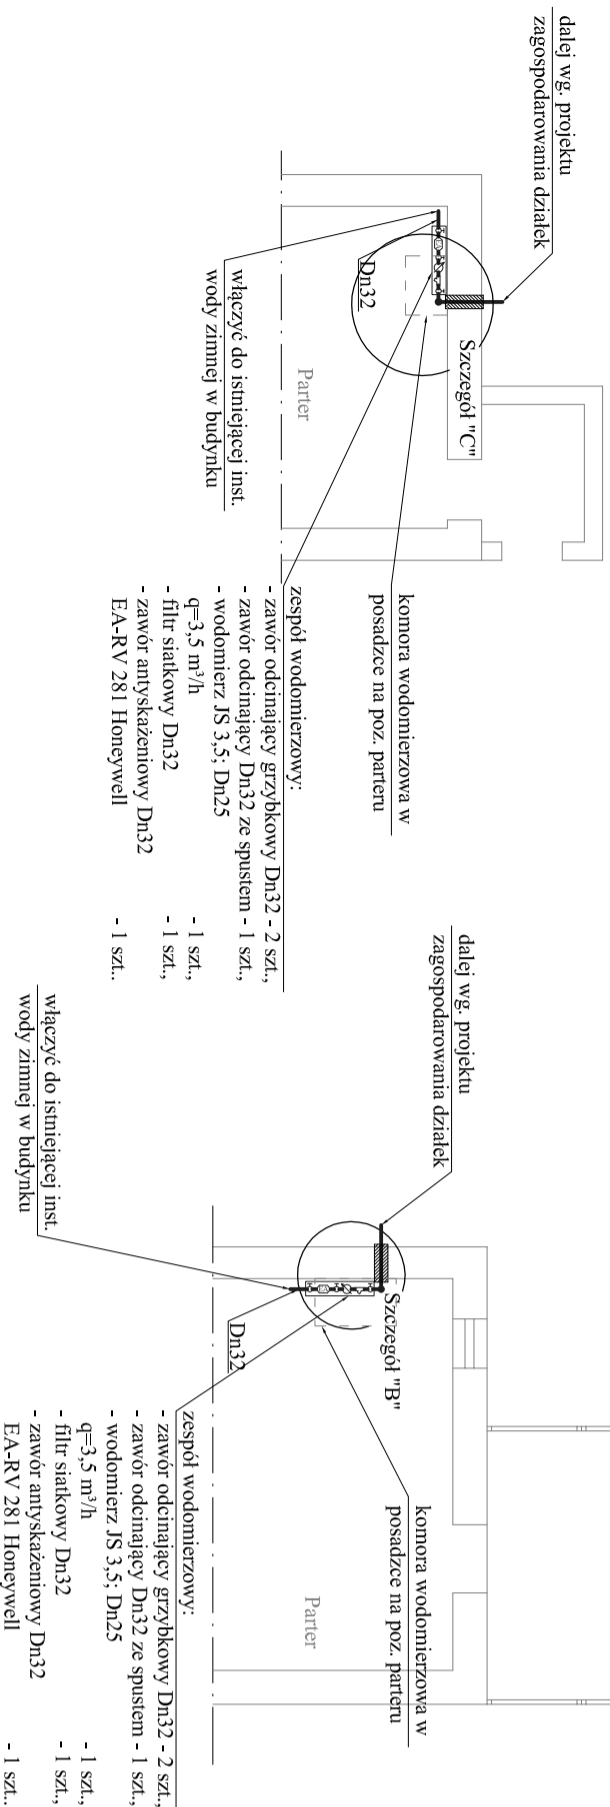 dalej wg. projektu
zagospodarowania działek
Szczegół "C"
Dn32
Parter
włączyć do istniejącej inst.
wody zimnej w budynku
komora wodomierzowa w
posadzce na poz. parteru
zespół wodomierzowy:
- zawór odcinający grzybkowy Dn32 - 2 szt.,
- zawór odcinający Dn32 ze spustem - 1 szt.,
- wodomierz JS 3,5; Dn25
q=3,5 m³/h - 1 szt.,
- filtr siatkowy Dn32 - 1 szt.,
- zawór antyskażeniowy Dn32
EA-RV 281 Honeywell - 1 szt..
dalej wg. projektu
zagospodarowania działek
Szczegół "B"
Dn32
Parter
włączyć do istniejącej inst.
wody zimnej w budynku
komora wodomierzowa w
posadzce na poz. parteru
zespół wodomierzowy:
- zawór odcinający grzybkowy Dn32 - 2 szt.,
- zawór odcinający Dn32 ze spustem - 1 szt.,
- wodomierz JS 3,5; Dn25
q=3,5 m³/h - 1 szt.,
- filtr siatkowy Dn32 - 1 szt.,
- zawór antyskażeniowy Dn32
EA-RV 281 Honeywell - 1 szt..